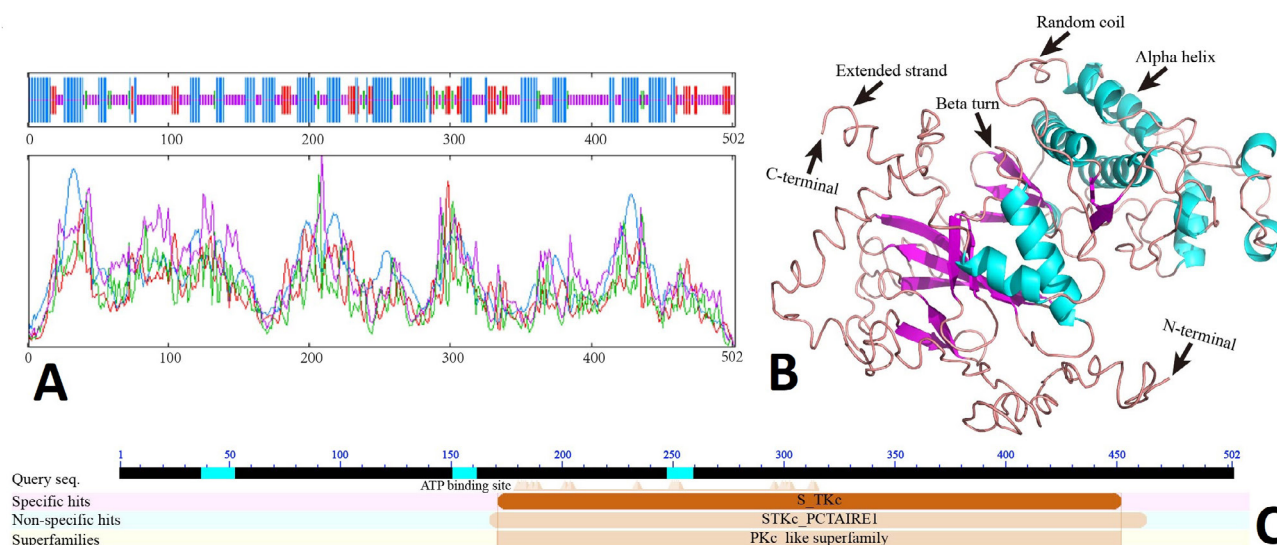 0 100 200 300 400 502
0 100 200 300 400 502
A
Random coil
Alpha helix
Extended strand
Beta turn
C-terminal
N-terminal
B
1 50 100 150 200 250 300 350 400 450 502
Query seq.
ATP binding site
Specific hits
S_TKc
Non-specific hits
STKc_PCTAIRE1
Superfamilies
PKc_like superfamily
C